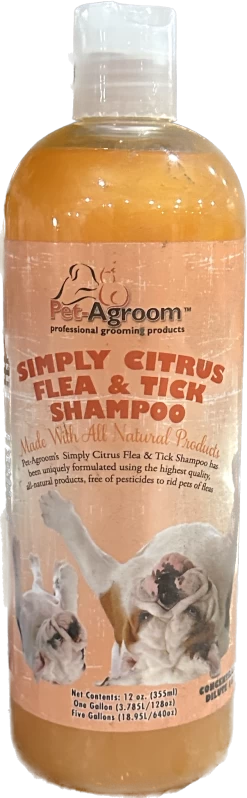 Pet-Agroom™
professional grooming products
SIMPLY CITRUS
FLEA & TICK
SHAMPOO
Made With All Natural Products
Pet-Agroom's Simply Citrus Flea & Tick Shampoo has
been uniquely formulated using the highest quality,
all-natural products, free of pesticides to rid pets of fleas
Net Contents: 12 oz. (355ml)
One Gallon (3.785L/128oz)
Five Gallons (18.95L/640oz)